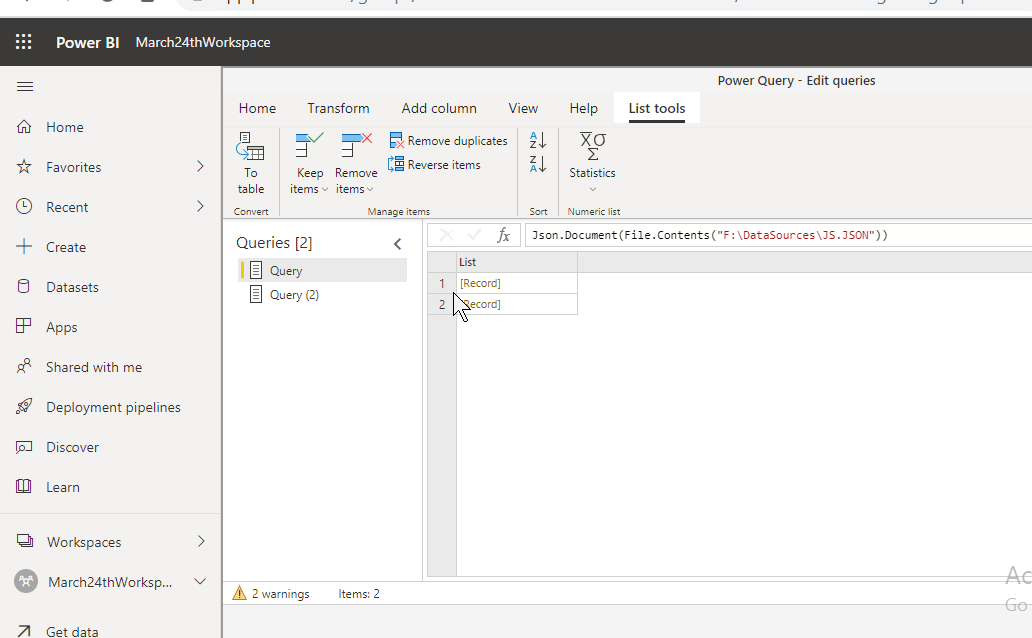 Power BI March24thWorkspace
Power Query - Edit queries
Home
Favorites
Recent
Create
Datasets
Apps
Shared with me
Deployment pipelines
Discover
Learn
Workspaces
March24thWorksp...
Get data
Home Transform Add column View Help List tools
To table
Convert
Keep items
Remove items
Remove duplicates
Reverse items
Manage items
A Z
Z A
Sort
Statistics
Numeric list
Queries [2]
Query
Query (2)
fx Json.Document(File.Contents("F:\DataSources\JS.JSON"))
List
1 [Record]
2 [Record]
2 warnings Items: 2
Go